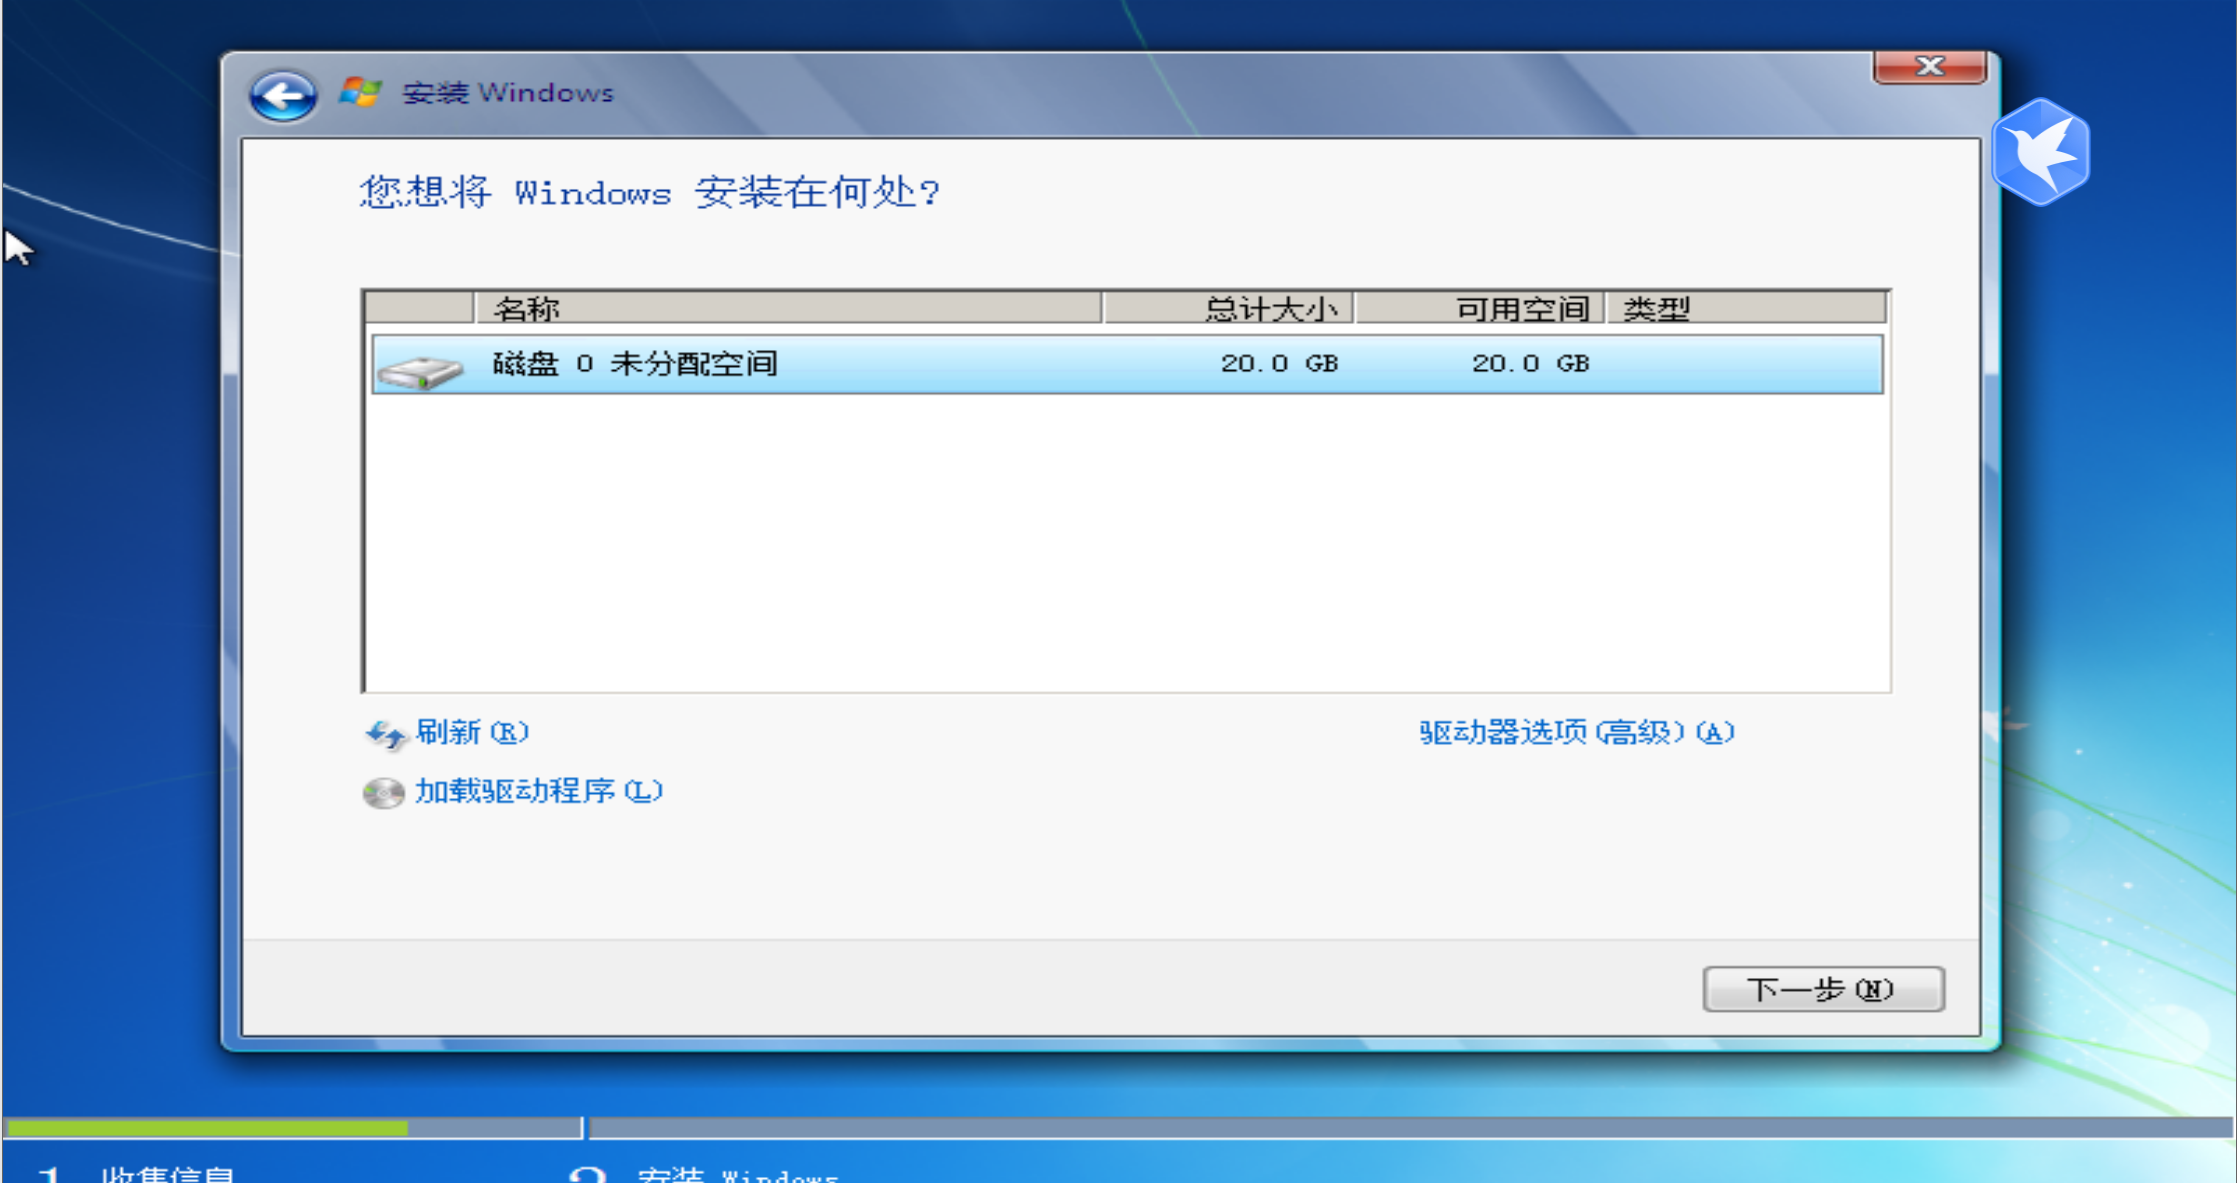 安装 Windows
您想将 Windows 安装在何处?
名称 总计大小 可用空间 类型
磁盘 0 未分配空间 20.0 GB 20.0 GB
刷新(R) 驱动器选项(高级)(A)
加载驱动程序(L)
下一步(N)
1 收集信息 2 安装 Windows